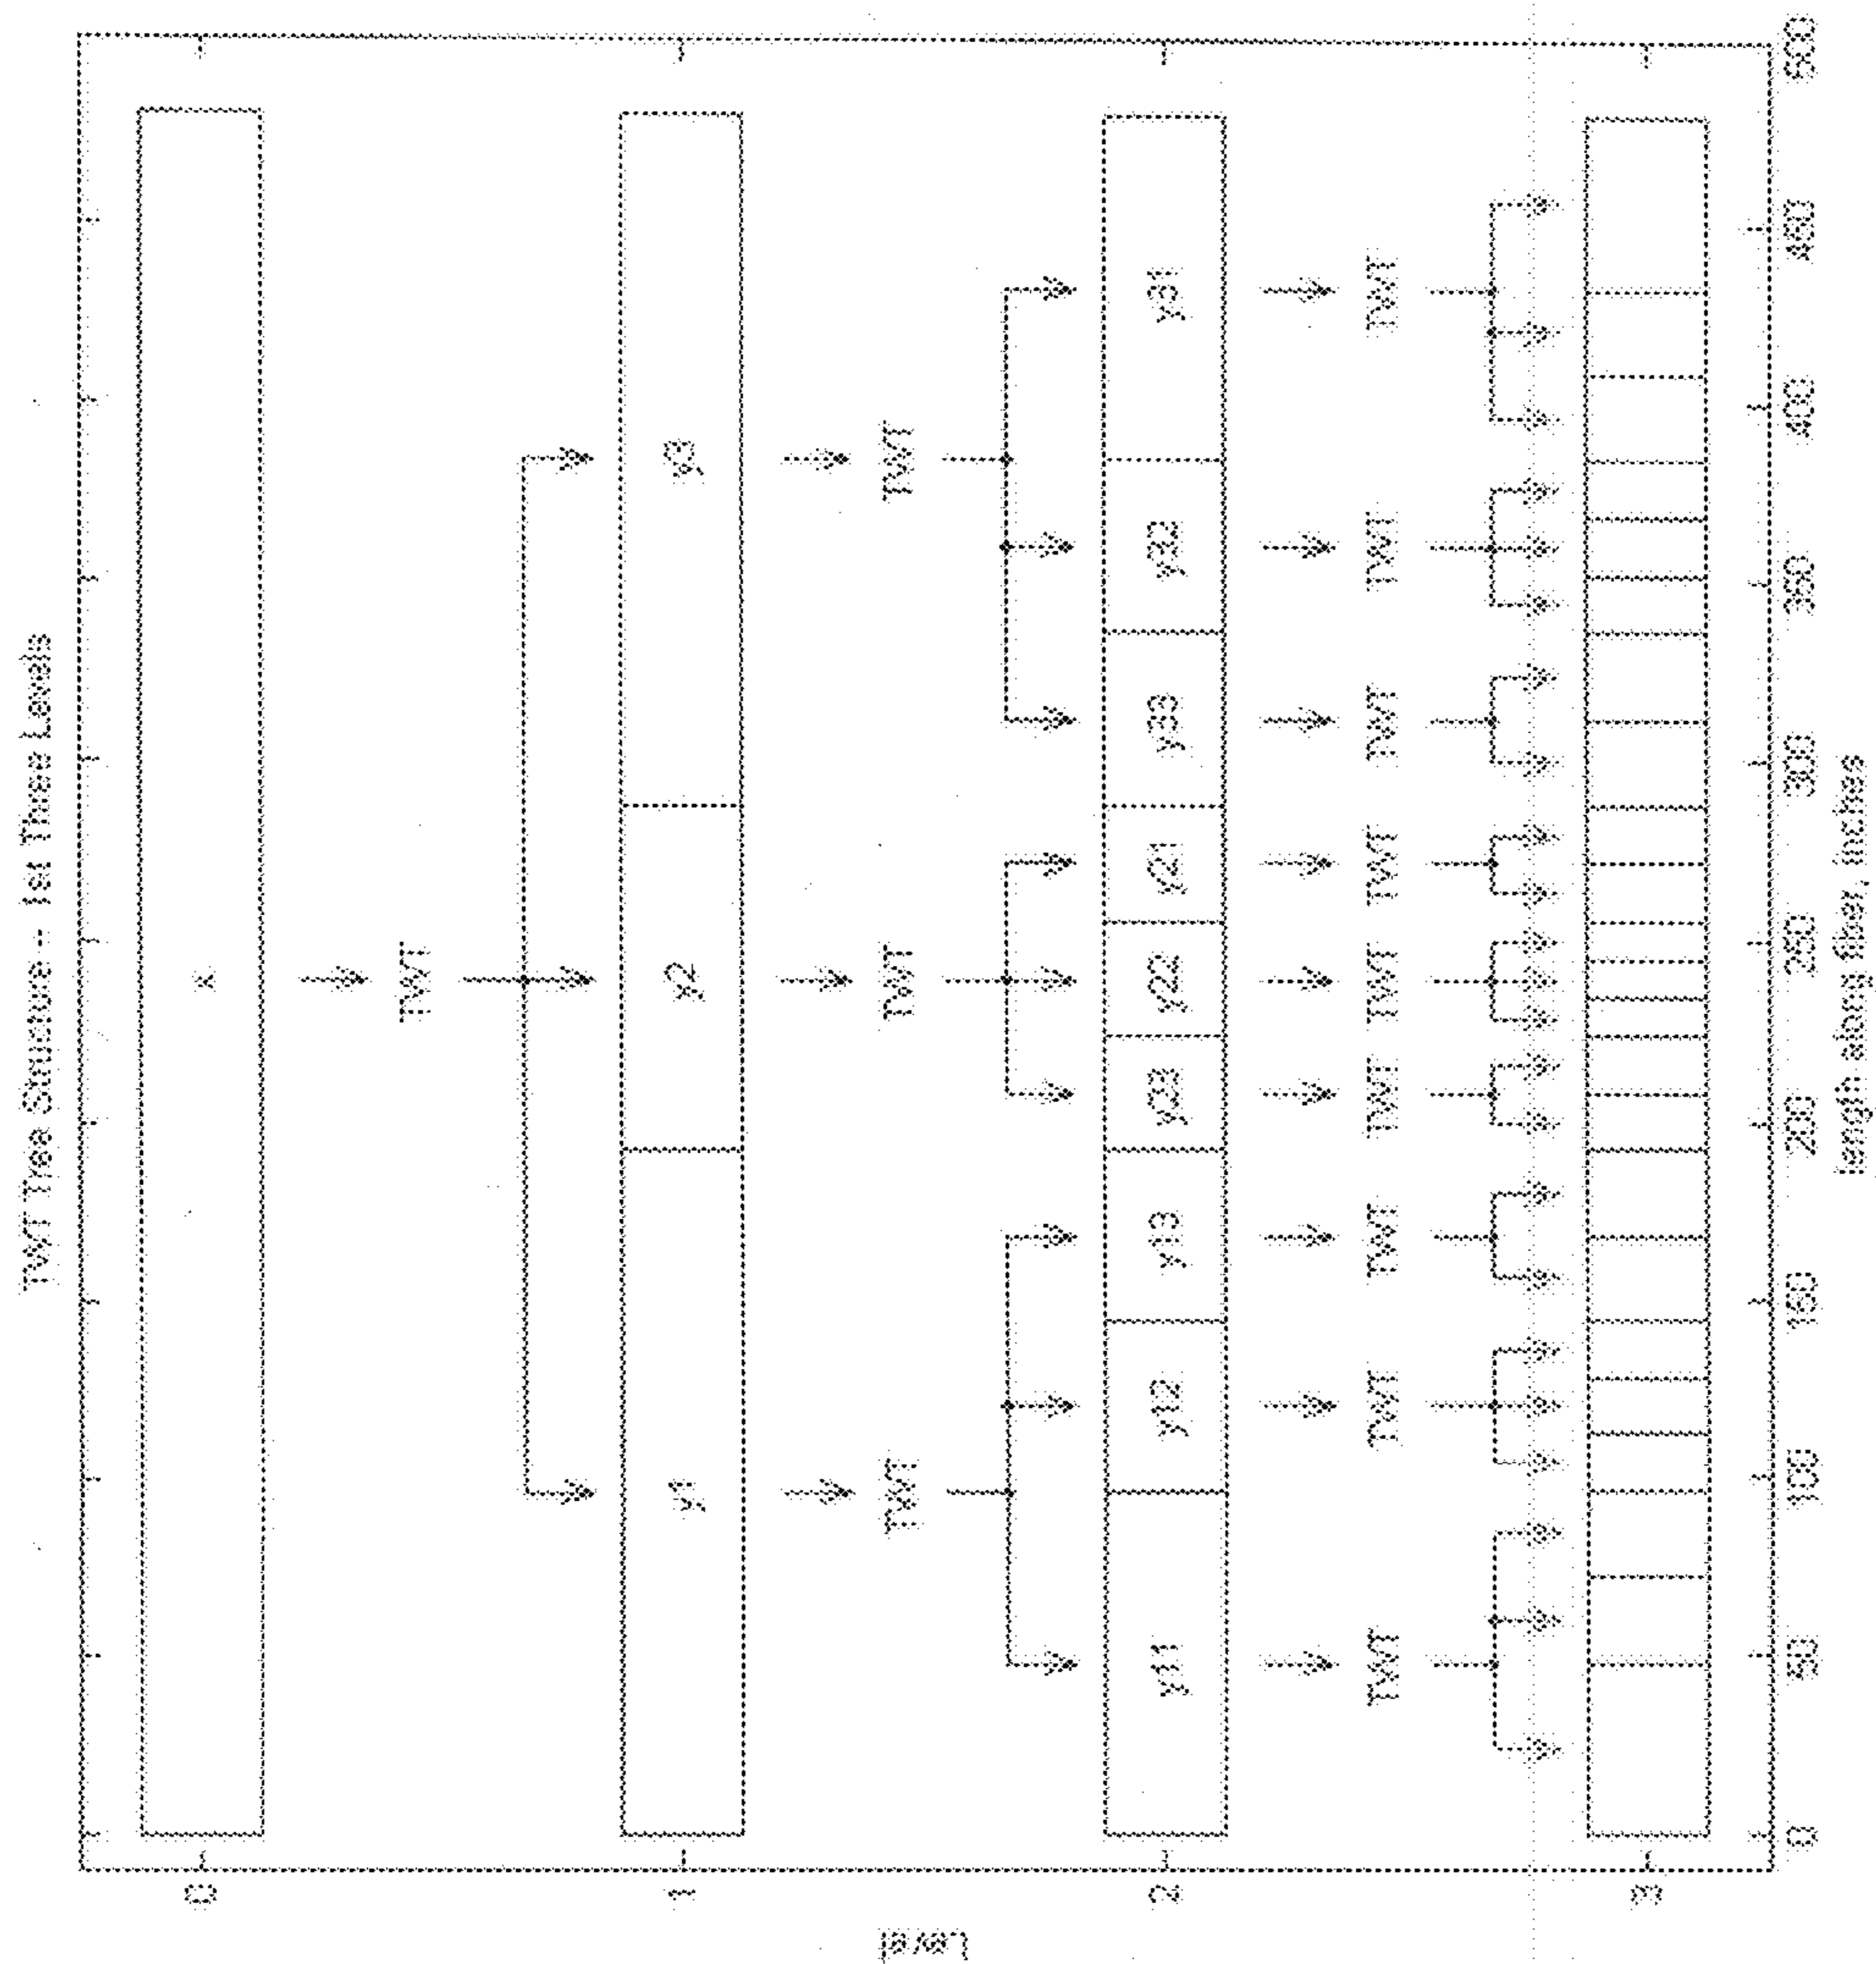 TWT Tree Structure -- 1st Three Levels
0 x
TWT
1 y1 y2 y3
TWT TWT TWT
Level
2 y11 y12 y13 y23 y22 y21 y33 y32 y31
TWT TWT TWT TWT TWT TWT TWT TWT TWT
3
0 50 100 150 200 250 300 350 400 450 500
length along fiber, inches